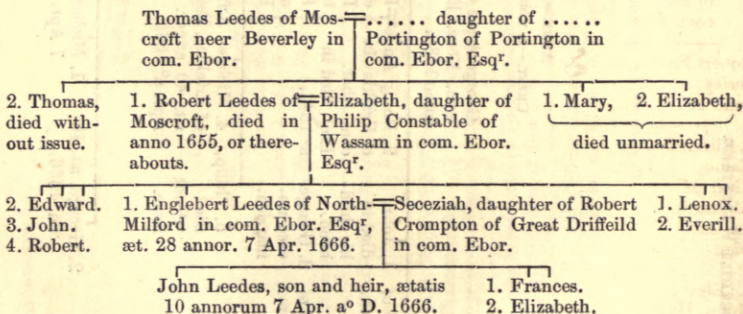 Thomas Leedes of Mos-=...... daughter of ......
croft neer Beverley in Portington of Portington in
com. Ebor. com. Ebor. Esqr.
2. Thomas, 1. Robert Leedes of=Elizabeth, daughter of 1. Mary, 2. Elizabeth,
died with- Moscroft, died in Philip Constable of
out issue. anno 1655, or there- Wassam in com. Ebor. died unmarried.
abouts. Esqr.
2. Edward. 1. Englebert Leedes of North-=Seceziah, daughter of Robert 1. Lenox.
3. John. Milford in com. Ebor. Esqr, Crompton of Great Driffeild 2. Everill.
4. Robert. æt. 28 annor. 7 Apr. 1666. in com. Ebor.
John Leedes, son and heir, ætatis 1. Frances.
10 annorum 7 Apr. ao D. 1666. 2. Elizabeth.